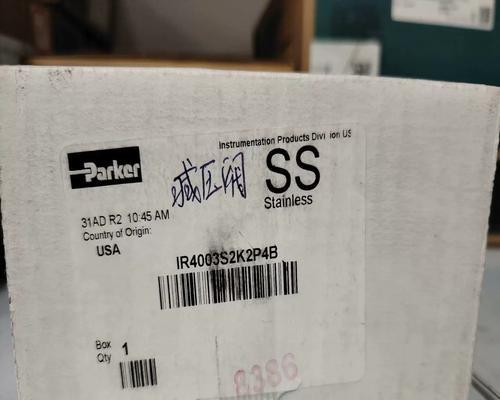 Instrumentation Products Division US
Parker
减压阀
SS
Stainless
31AD R2 10:45 AM
Country of Origin:
USA
IR4003S2K2P4B
Box
Qty
1
8386